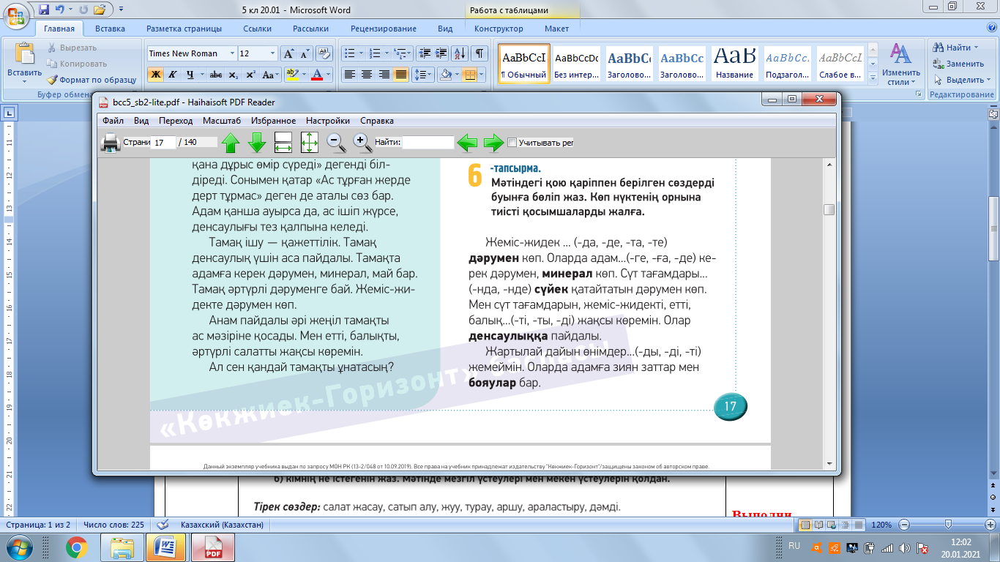 5 кл 20.01 - Microsoft Word
Работа с таблицами
Главная Вставка Разметка страницы Ссылки Рассылки Рецензирование Вид Конструктор Макет
Вставить
Вырезать
Копировать
Формат по образцу
Буфер обмена
Times New Roman 12
Ж К Ч abc x₂ x² Aa
AaBbCcI AaBbCcDc AaBbCc AaBbCc AaB AaBbCc. AaBbCcI
¶ Обычный Без интер... Заголово... Заголово... Название Подзагол... Слабое в...
Изменить стили
Найти
Заменить
Выделить
Редактирование
bcc5_sb2-lite.pdf - Haihaisoft PDF Reader
Файл Вид Переход Масштаб Избранное Настройки Справка
Страни 17 / 140 Найти: Учитывать рег
қана дұрыс өмір сүреді» дегенді біл-
діреді. Сонымен қатар «Ас тұрған жерде
дерт тұрмас» деген де аталы сөз бар.
Адам қанша ауырса да, ас ішіп жүрсе,
денсаулығы тез қалпына келеді.
Тамақ ішу — қажеттілік. Тамақ
денсаулық үшін аса пайдалы. Тамақта
адамға керек дәрумен, минерал, май бар.
Тамақ әртүрлі дәруменге бай. Жеміс-жи-
декте дәрумен көп.
Анам пайдалы әрі жеңіл тамақты
ас мәзіріне қосады. Мен етті, балықты,
әртүрлі салатты жақсы көремін.
Ал сен қандай тамақты ұнатасың?
6 -тапсырма.
Мәтіндегі қою қаріппен берілген сөздерді
буынға бөліп жаз. Көп нүктенің орнына
тиісті қосымшаларды жалға.
Жеміс-жидек ... (-да, -де, -та, -те)
дәрумен көп. Оларда адам...(-ге, -ға, -де) ке-
рек дәрумен, минерал көп. Сүт тағамдары...
(-нда, -нде) сүйек қатайтатын дәрумен көп.
Мен сүт тағамдарын, жеміс-жидекті, етті,
балық...(-ті, -ты, -ді) жақсы көремін. Олар
денсаулыққа пайдалы.
Жартылай дайын өнімдер...(-ды, -ді, -ті)
жемеймін. Оларда адамға зиян заттар мен
бояулар бар.
«Көкжиек-Горизонт» баспасы
17
Данный экземпляр учебника выдан по запросу МОН РК (13-2/048 от 10.09.2019). Все права на учебник принадлежат издательству "Көкжиек-Горизонт"/защищены законом об авторском праве.
б) кімнің не істегенін жаз. Мәтінде мезгіл үстеулері мен мекен үстеулерін қолдан.
Тірек сөздер: салат жасау, сатып алу, жуу, турау, аршу, араластыру, дәмді.
Выполни
Страница: 1 из 2 Число слов: 225 Казахский (Казахстан) 120%
RU
12:02
20.01.2021